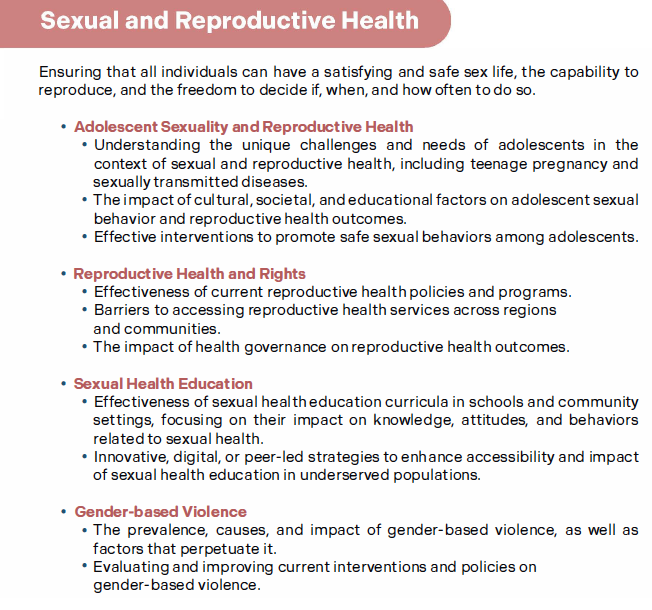 Sexual and Reproductive Health
Ensuring that all individuals can have a satisfying and safe sex life, the capability to
reproduce, and the freedom to decide if, when, and how often to do so.
• Adolescent Sexuality and Reproductive Health
• Understanding the unique challenges and needs of adolescents in the
context of sexual and reproductive health, including teenage pregnancy and
sexually transmitted diseases.
• The impact of cultural, societal, and educational factors on adolescent sexual
behavior and reproductive health outcomes.
• Effective interventions to promote safe sexual behaviors among adolescents.
• Reproductive Health and Rights
• Effectiveness of current reproductive health policies and programs.
• Barriers to accessing reproductive health services across regions
and communities.
• The impact of health governance on reproductive health outcomes.
• Sexual Health Education
• Effectiveness of sexual health education curricula in schools and community
settings, focusing on their impact on knowledge, attitudes, and behaviors
related to sexual health.
• Innovative, digital, or peer-led strategies to enhance accessibility and impact
of sexual health education in underserved populations.
• Gender-based Violence
• The prevalence, causes, and impact of gender-based violence, as well as
factors that perpetuate it.
• Evaluating and improving current interventions and policies on
gender-based violence.